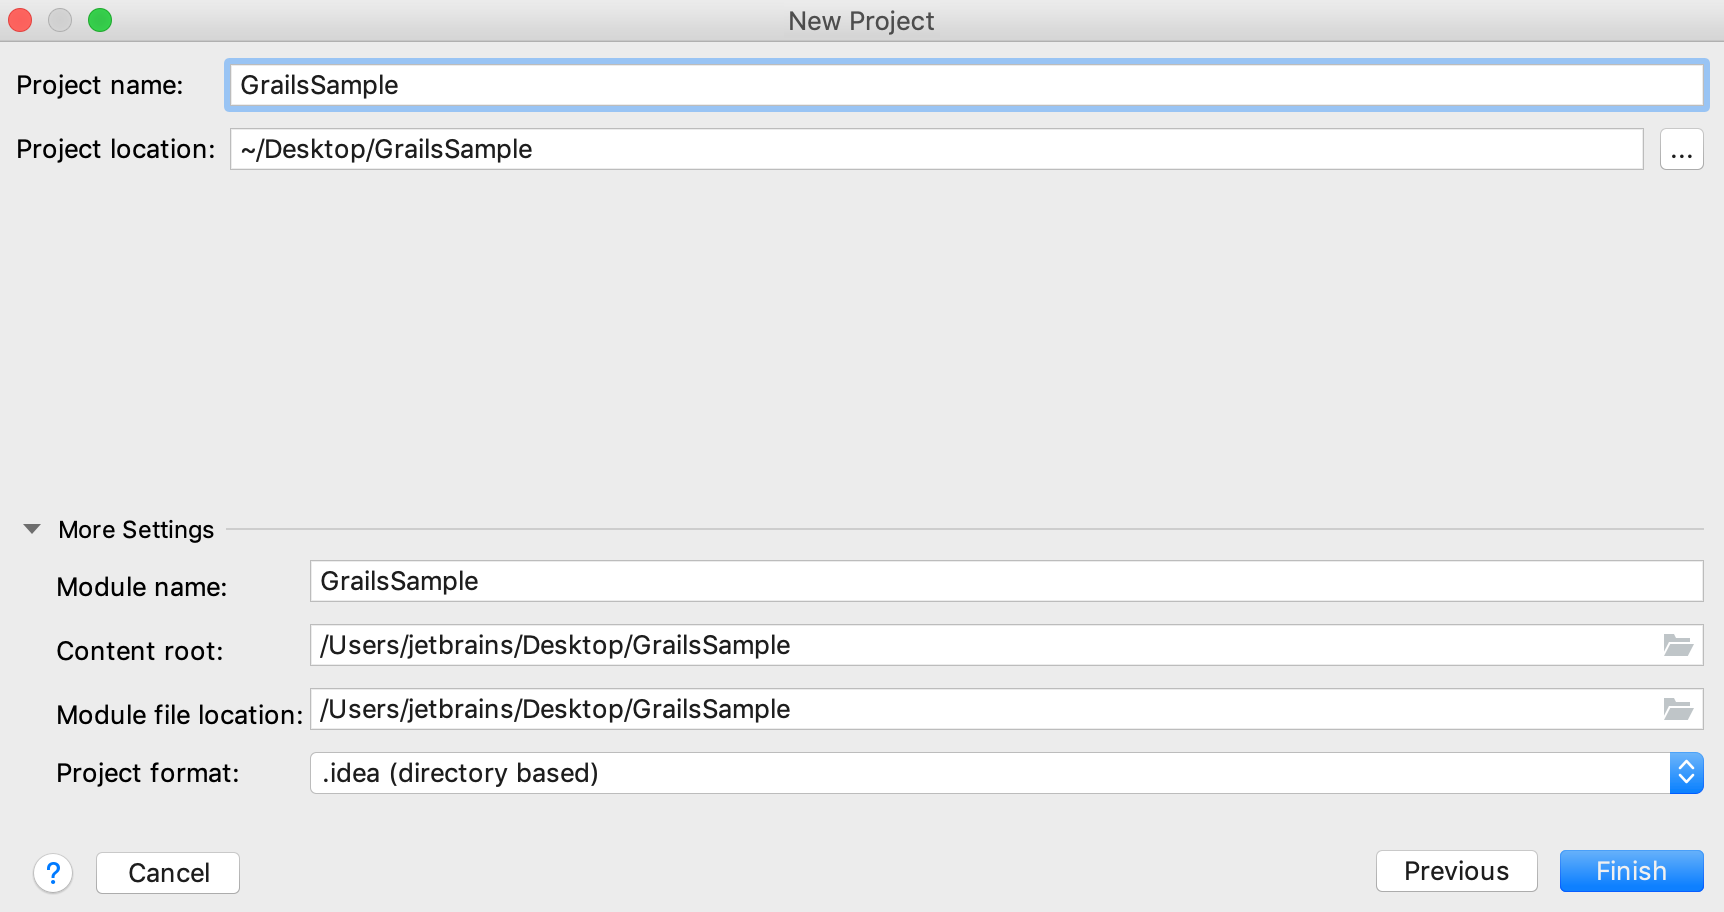 New Project
Project name: GrailsSample
Project location: ~/Desktop/GrailsSample ...
More Settings
Module name: GrailsSample
Content root: /Users/jetbrains/Desktop/GrailsSample
Module file location: /Users/jetbrains/Desktop/GrailsSample
Project format: .idea (directory based)
? Cancel Previous Finish